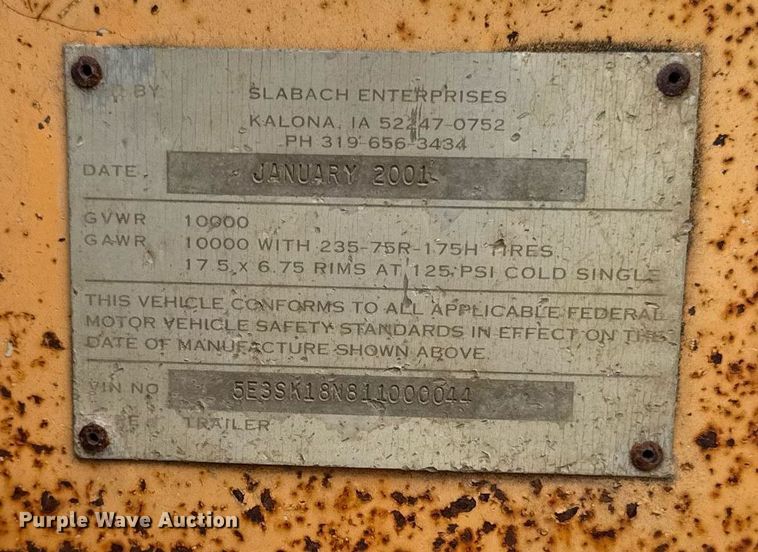 BY SLABACH ENTERPRISES
KALONA, IA 52247-0752
PH 319-656-3434
DATE JANUARY 2001
GVWR 10000
GAWR 10000 WITH 235-75R-175H TIRES
17.5 x 6.75 RIMS AT 125 PSI COLD SINGLE
THIS VEHICLE CONFORMS TO ALL APPLICABLE FEDERAL
MOTOR VEHICLE SAFETY STANDARDS IN EFFECT ON THE
DATE OF MANUFACTURE SHOWN ABOVE
VIN NO 5E3SK18N811000044
TRAILER
Purple Wave Auction